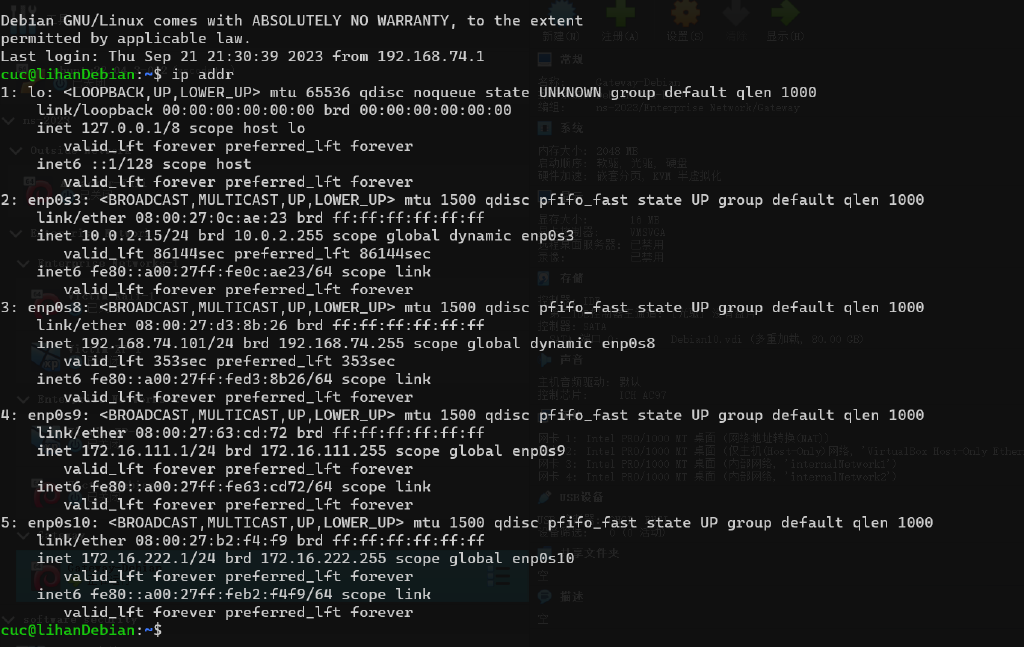 Debian GNU/Linux comes with ABSOLUTELY NO WARRANTY, to the extent
permitted by applicable law.
Last login: Thu Sep 21 21:30:39 2023 from 192.168.74.1
cuc@lihanDebian:~$ ip addr
1: lo: <LOOPBACK,UP,LOWER_UP> mtu 65536 qdisc noqueue state UNKNOWN group default qlen 1000
    link/loopback 00:00:00:00:00:00 brd 00:00:00:00:00:00
    inet 127.0.0.1/8 scope host lo
       valid_lft forever preferred_lft forever
    inet6 ::1/128 scope host
       valid_lft forever preferred_lft forever
2: enp0s3: <BROADCAST,MULTICAST,UP,LOWER_UP> mtu 1500 qdisc pfifo_fast state UP group default qlen 1000
    link/ether 08:00:27:0c:ae:23 brd ff:ff:ff:ff:ff:ff
    inet 10.0.2.15/24 brd 10.0.2.255 scope global dynamic enp0s3
       valid_lft 86144sec preferred_lft 86144sec
    inet6 fe80::a00:27ff:fe0c:ae23/64 scope link
       valid_lft forever preferred_lft forever
3: enp0s8: <BROADCAST,MULTICAST,UP,LOWER_UP> mtu 1500 qdisc pfifo_fast state UP group default qlen 1000
    link/ether 08:00:27:d3:8b:26 brd ff:ff:ff:ff:ff:ff
    inet 192.168.74.101/24 brd 192.168.74.255 scope global dynamic enp0s8
       valid_lft 353sec preferred_lft 353sec
    inet6 fe80::a00:27ff:fed3:8b26/64 scope link
       valid_lft forever preferred_lft forever
4: enp0s9: <BROADCAST,MULTICAST,UP,LOWER_UP> mtu 1500 qdisc pfifo_fast state UP group default qlen 1000
    link/ether 08:00:27:63:cd:72 brd ff:ff:ff:ff:ff:ff
    inet 172.16.111.1/24 brd 172.16.111.255 scope global enp0s9
       valid_lft forever preferred_lft forever
    inet6 fe80::a00:27ff:fe63:cd72/64 scope link
       valid_lft forever preferred_lft forever
5: enp0s10: <BROADCAST,MULTICAST,UP,LOWER_UP> mtu 1500 qdisc pfifo_fast state UP group default qlen 1000
    link/ether 08:00:27:b2:f4:f9 brd ff:ff:ff:ff:ff:ff
    inet 172.16.222.1/24 brd 172.16.222.255 scope global enp0s10
       valid_lft forever preferred_lft forever
    inet6 fe80::a00:27ff:feb2:f4f9/64 scope link
       valid_lft forever preferred_lft forever
cuc@lihanDebian:~$